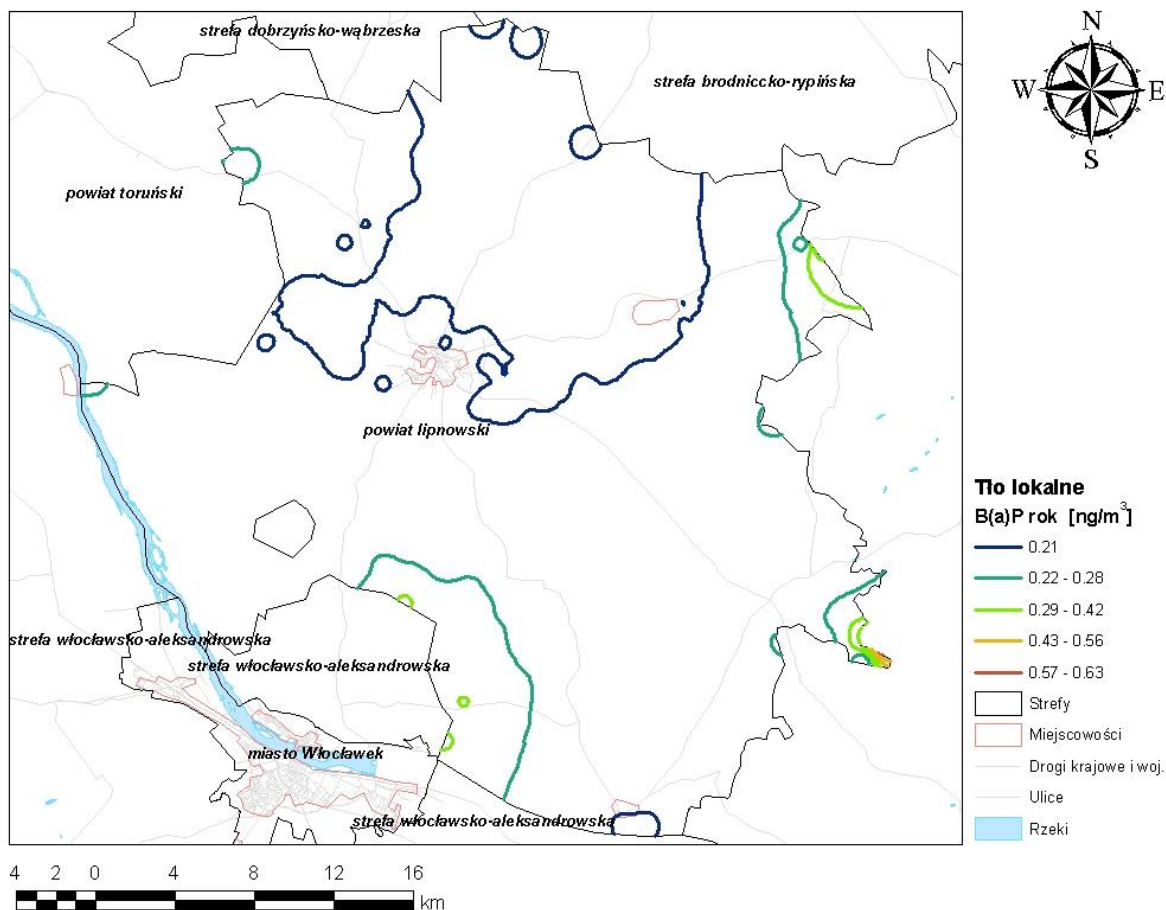 strefa dobrzyńsko-wąbrzeska
strefa brodniccko-rypińska
powiat toruński
powiat lipnowski
strefa włocławsko-aleksandrowska
strefa włocławsko-aleksandrowska
miasto Włocławek
strefa włocławsko-aleksandrowska
N
W
E
S
Tło lokalne
B(a)P rok [ng/m³]
0.21
0.22 - 0.28
0.29 - 0.42
0.43 - 0.56
0.57 - 0.63
Strefy
Miejscowości
Drogi krajowe i woj.
Ulice
Rzeki
4 2 0 4 8 12 16
km